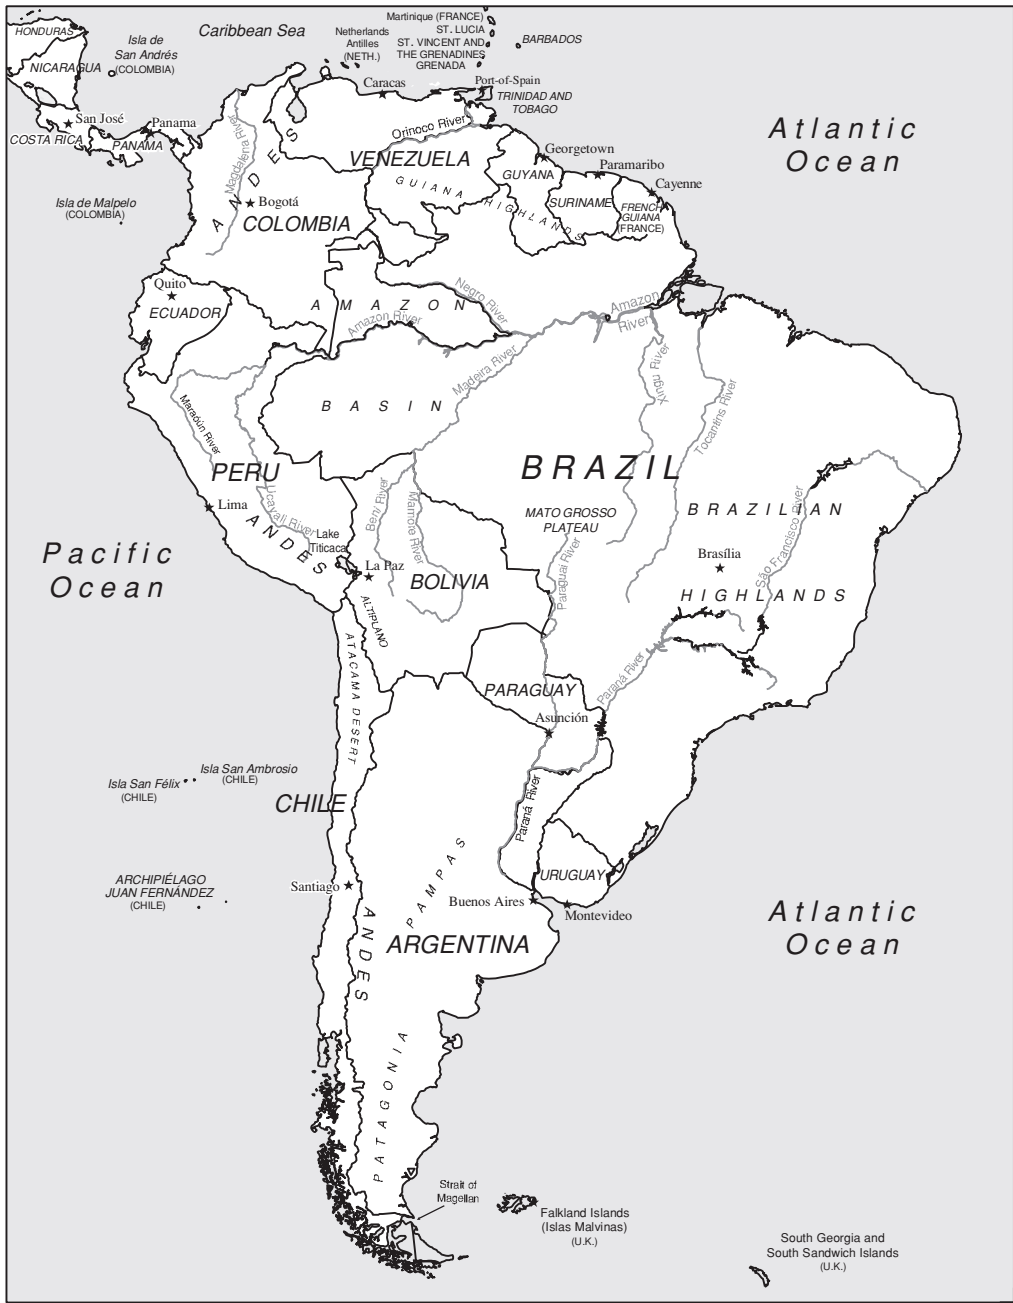 HONDURAS
NICARAGUA
Isla de
San Andrés
(COLOMBIA)
Caribbean Sea
Netherlands
Antilles
(NETH.)
Martinique (FRANCE)
ST. LUCIA
ST. VINCENT AND
THE GRENADINES
GRENADA
BARBADOS
Caracas
Port-of-Spain
TRINIDAD AND
TOBAGO
San José
COSTA RICA
Panama
PANAMA
Atlantic
Ocean
Magdalena River
ANDES
Orinoco River
VENEZUELA
GUIANA HIGHLANDS
Georgetown
GUYANA
Paramaribo
SURINAME
Cayenne
FRENCH
GUIANA
(FRANCE)
Isla de Malpelo
(COLOMBIA)
Bogotá
COLOMBIA
Quito
ECUADOR
AMAZON
Amazon River
Negro River
Amazon
River
Madeira River
Xingu River
Tocantins River
BASIN
Maraóún River
PERU
Ucayali River
Lima
ANDES
Lake
Titicaca
Beni River
Mamoré River
BRAZIL
MATO GROSSO
PLATEAU
BRAZILIAN
São Francisco River
Brasília
HIGHLANDS
Paraguai River
Pacific
Ocean
La Paz
BOLIVIA
ALTIPLANO
ATACAMA DESERT
PARAGUAY
Asunción
Paraná River
Paraná River
Isla San Félix
(CHILE)
Isla San Ambrosio
(CHILE)
CHILE
ARCHIPIÉLAGO
JUAN FERNÁNDEZ
(CHILE)
Santiago
PAMPAS
URUGUAY
Buenos Aires
Montevideo
ANDES
ARGENTINA
Atlantic
Ocean
PATAGONIA
Strait of
Magellan
Falkland Islands
(Islas Malvinas)
(U.K.)
South Georgia and
South Sandwich Islands
(U.K.)